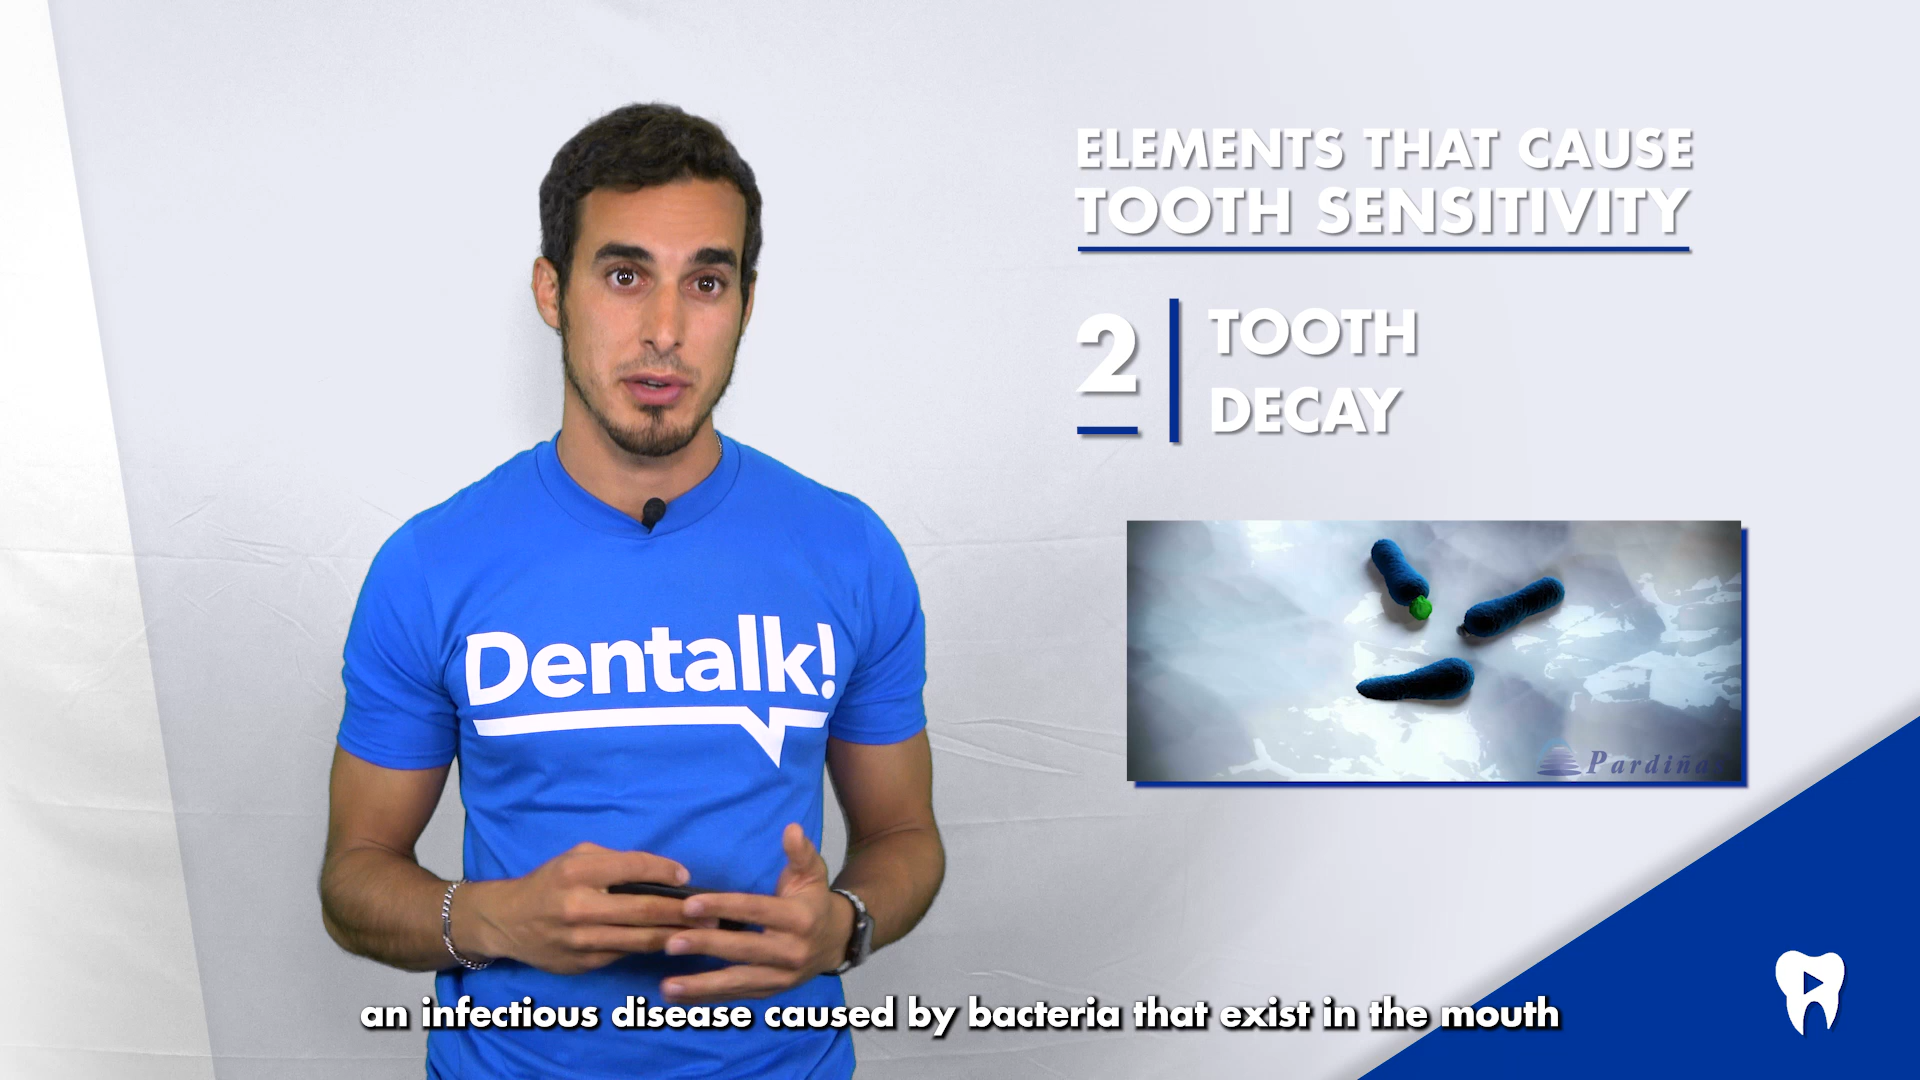 ELEMENTS THAT CAUSE
TOOTH SENSITIVITY
2
TOOTH
DECAY
Dentalk!
Pardiñas
an infectious disease caused by bacteria that exist in the mouth